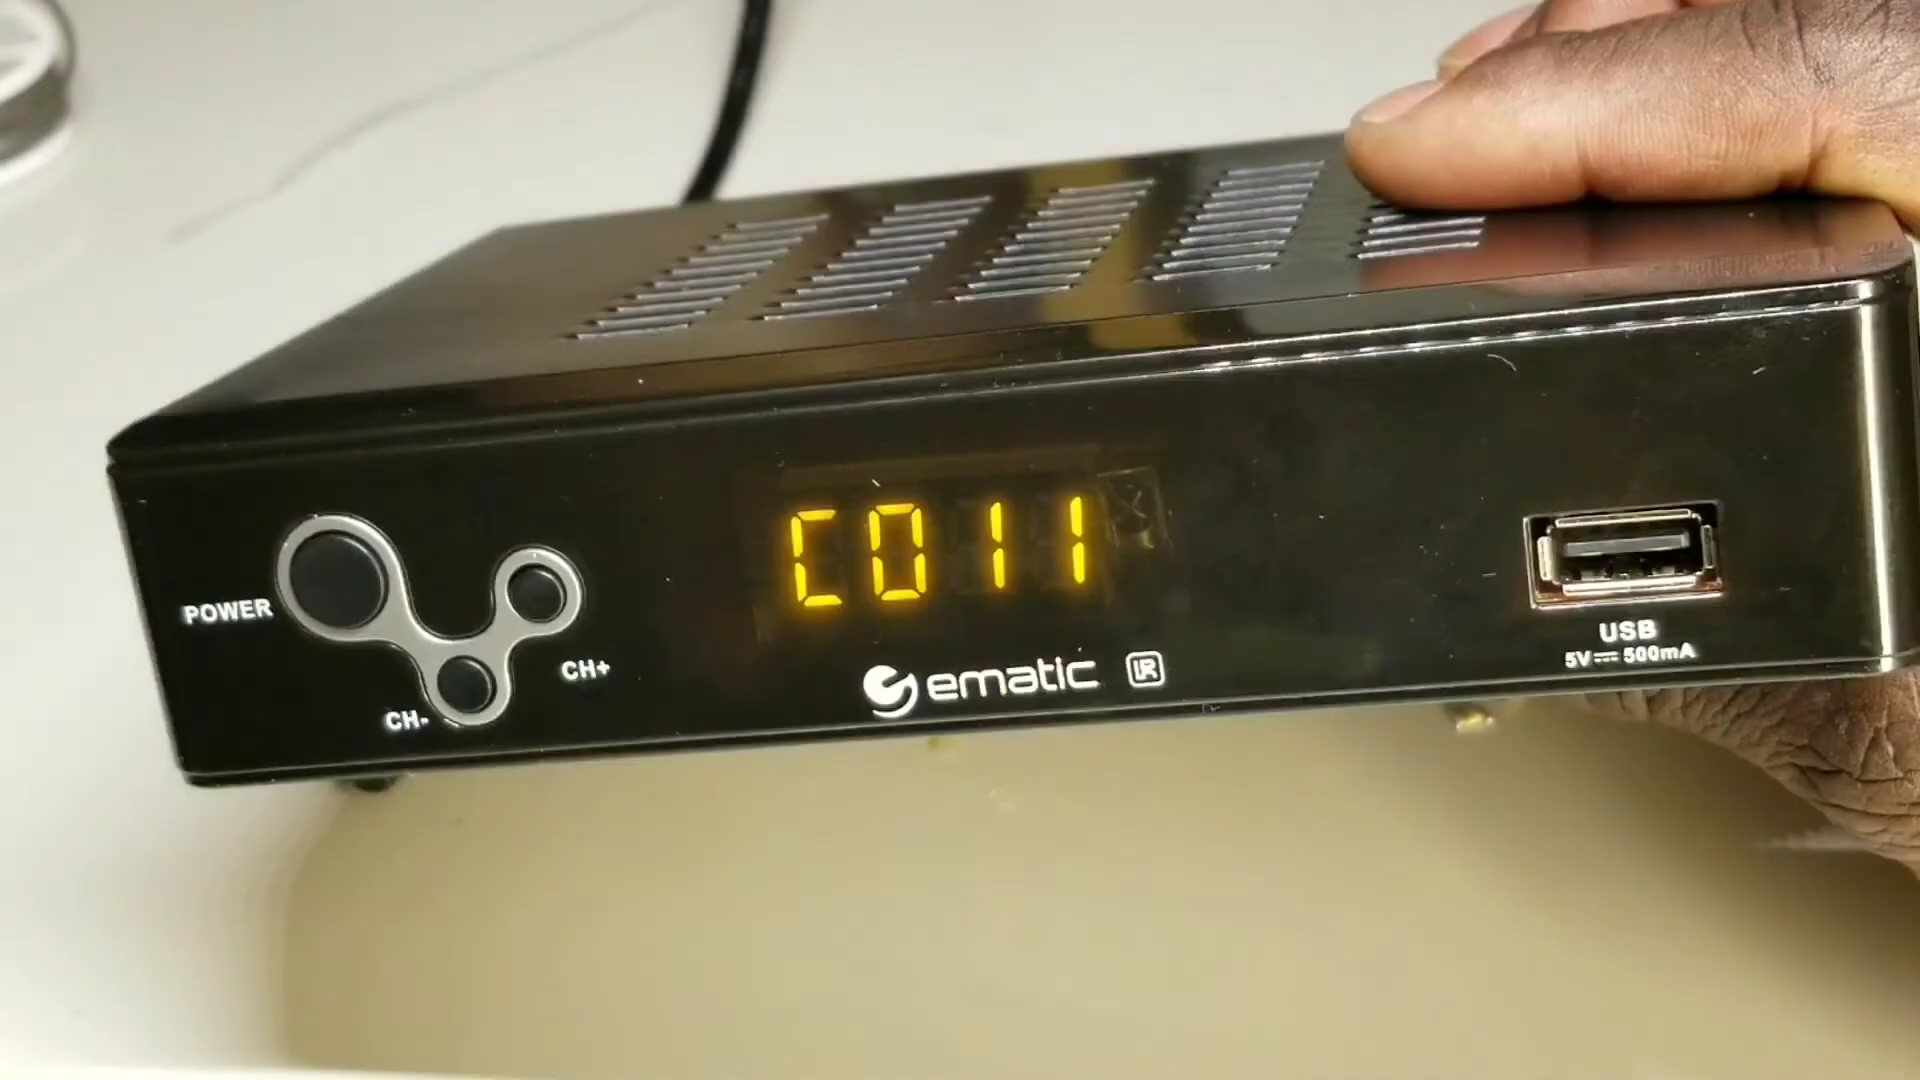 C011
POWER
CH+
CH-
ematic IR
USB
5V⎓500mA